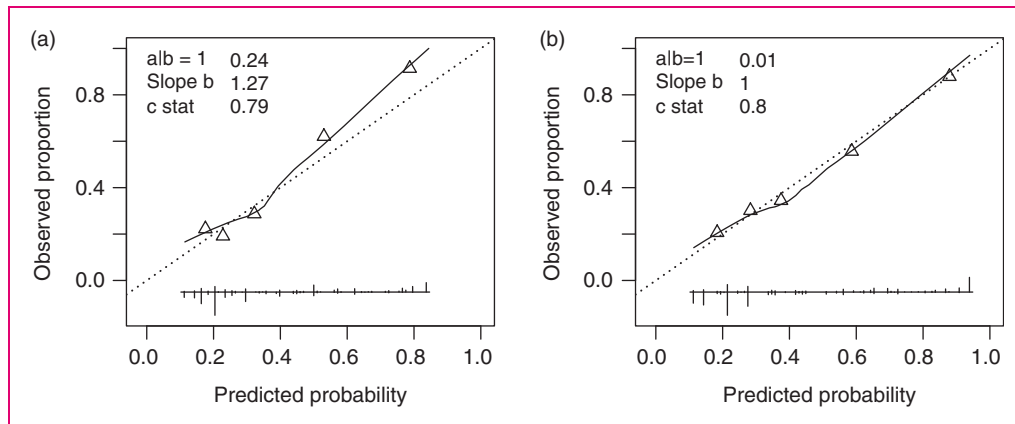 (a)
a|b = 1 0.24
Slope b 1.27
c stat 0.79
0.8
0.4
0.0
Observed proportion
0.0 0.2 0.4 0.6 0.8 1.0
Predicted probability
(b)
a|b=1 0.01
Slope b 1
c stat 0.8
0.8
0.4
0.0
Observed proportion
0.0 0.2 0.4 0.6 0.8 1.0
Predicted probability